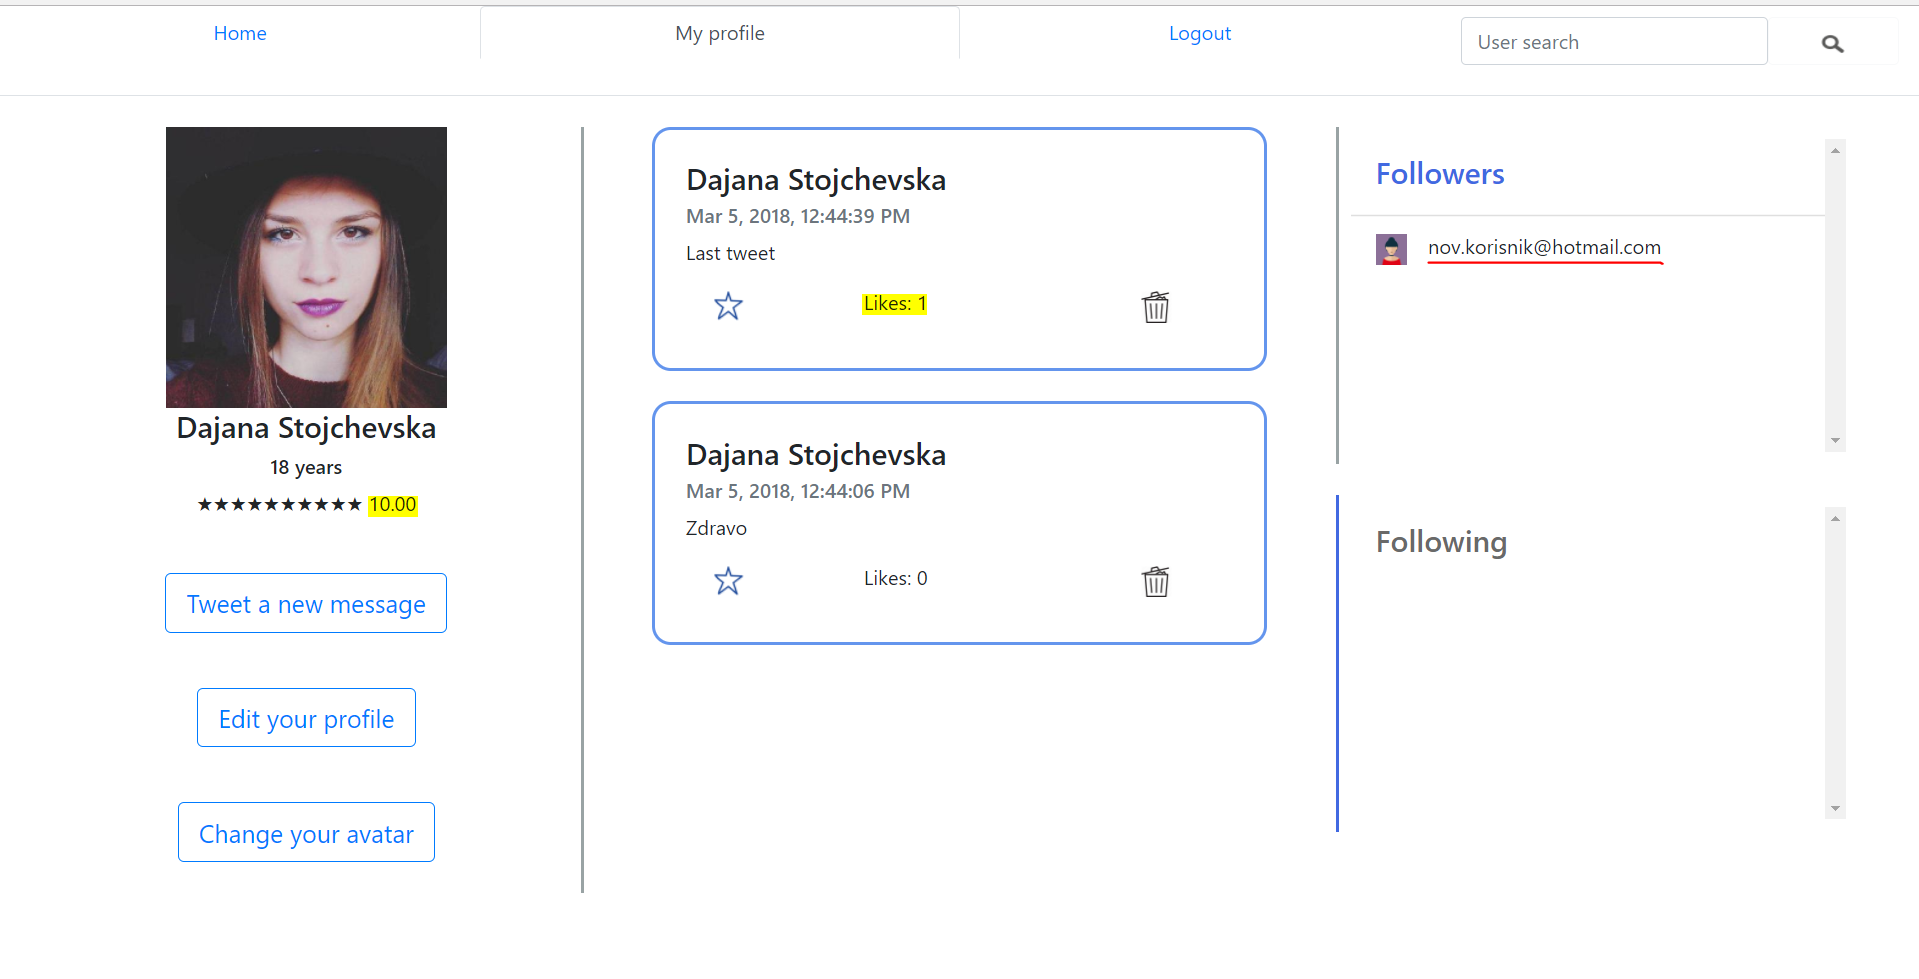 Home
My profile
Logout
User search
Dajana Stojchevska
18 years
★★★★★★★★★★ 10.00
Tweet a new message
Edit your profile
Change your avatar
Dajana Stojchevska
Mar 5, 2018, 12:44:39 PM
Last tweet
Likes: 1
Dajana Stojchevska
Mar 5, 2018, 12:44:06 PM
Zdravo
Likes: 0
Followers
nov.korisnik@hotmail.com
Following